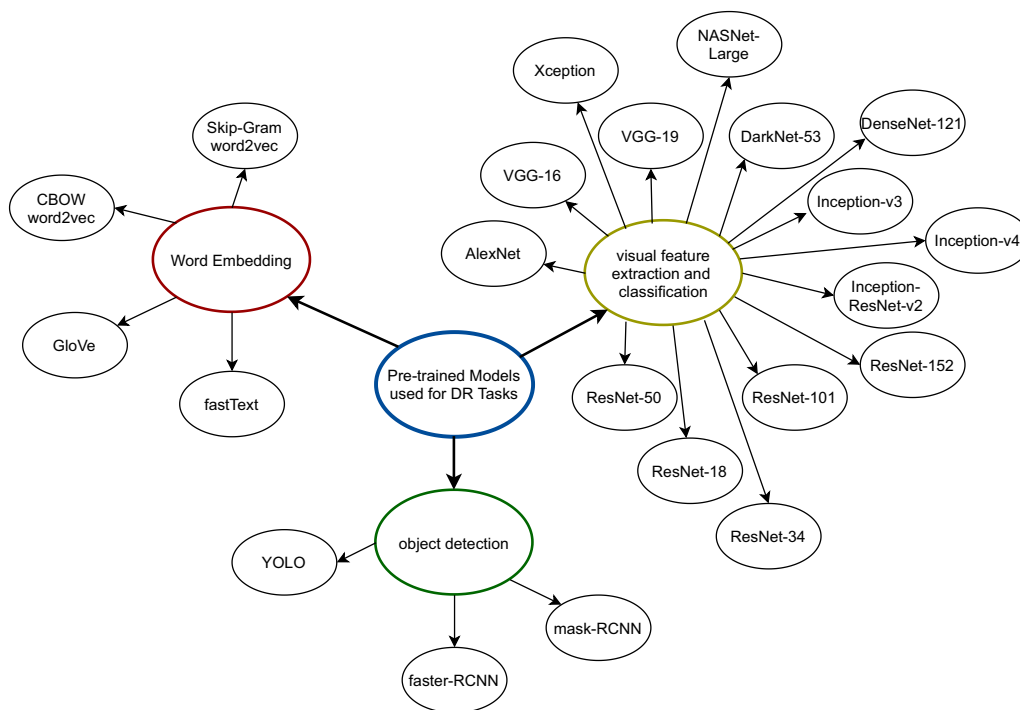 NASNet-
Large
Xception
Skip-Gram
word2vec
VGG-19
DarkNet-53
DenseNet-121
VGG-16
CBOW
word2vec
Inception-v3
Inception-v4
Word Embedding
AlexNet
visual feature
extraction and
classification
Inception-
ResNet-v2
GloVe
ResNet-152
Pre-trained Models
used for DR Tasks
fastText
ResNet-50
ResNet-101
ResNet-18
ResNet-34
object detection
YOLO
mask-RCNN
faster-RCNN